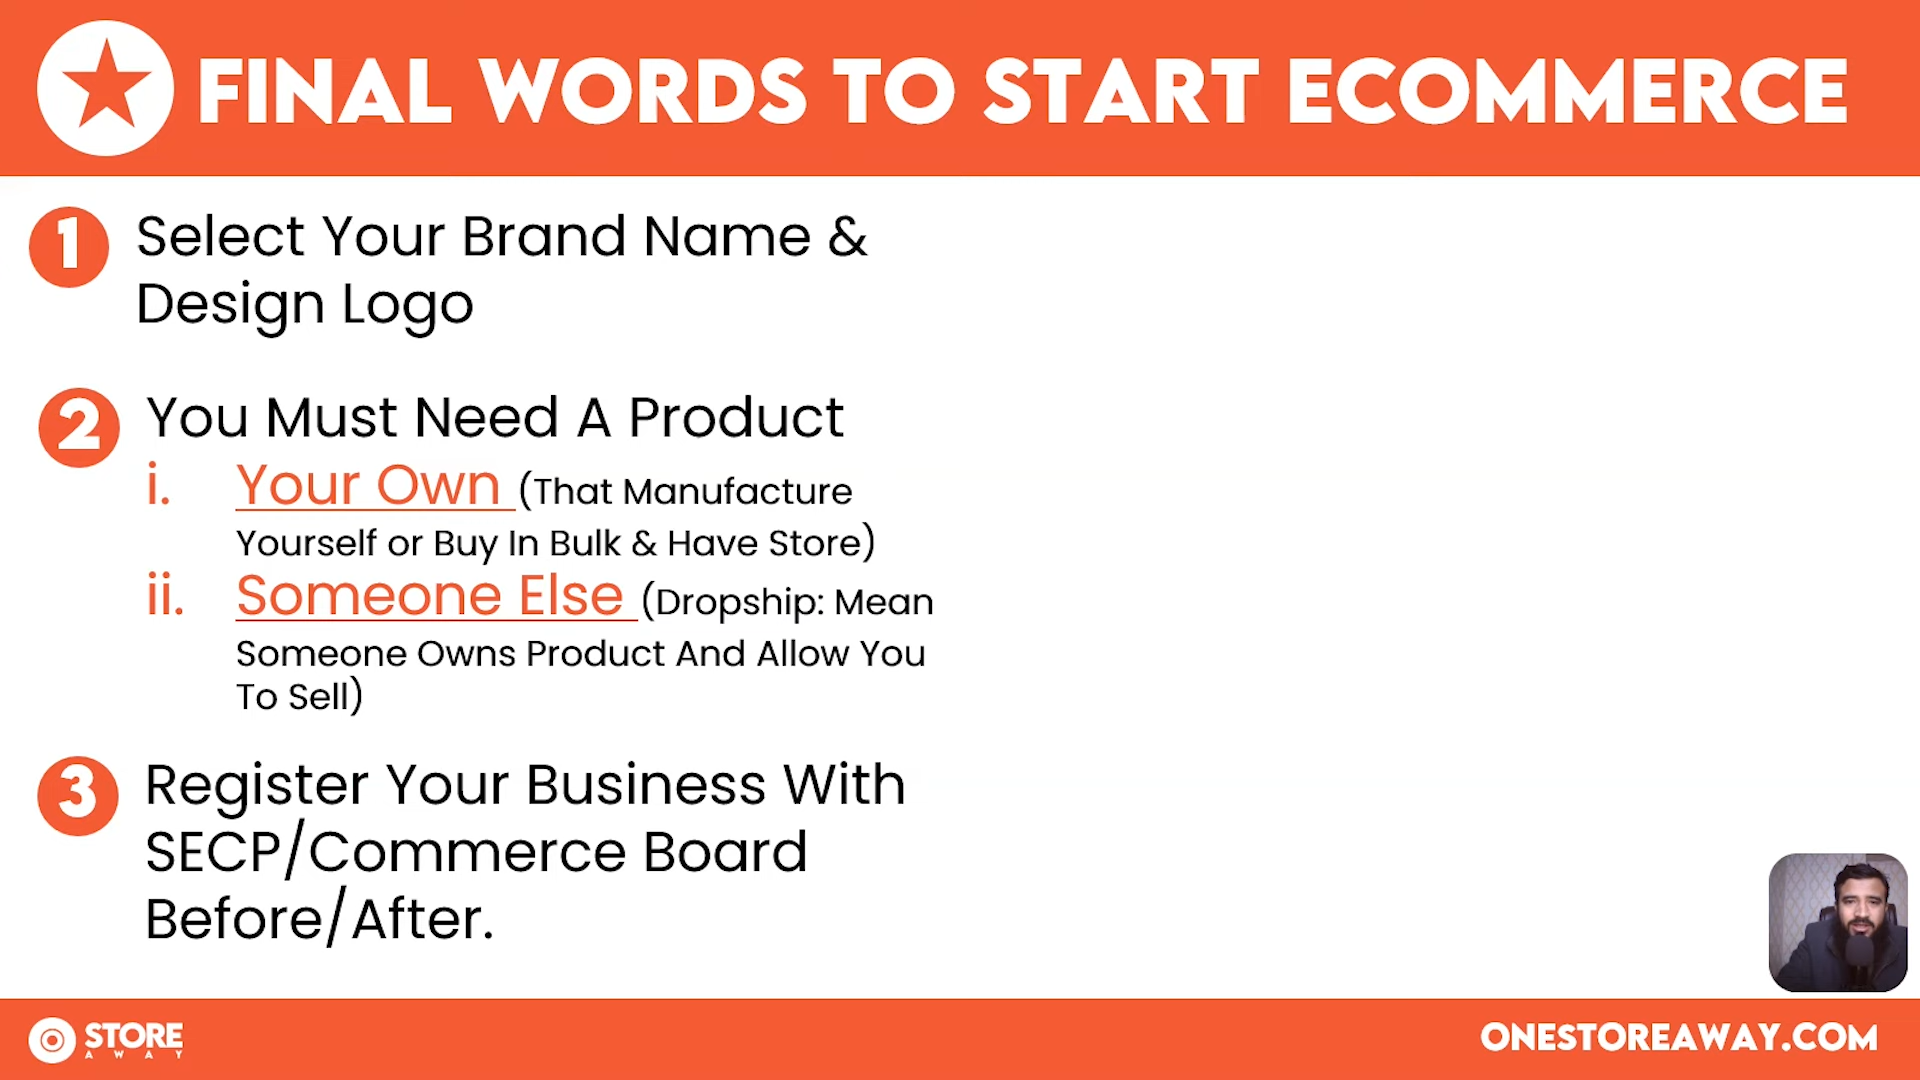 FINAL WORDS TO START ECOMMERCE
1 Select Your Brand Name &
Design Logo
2 You Must Need A Product
i. Your Own (That Manufacture
Yourself or Buy In Bulk & Have Store)
ii. Someone Else (Dropship: Mean
Someone Owns Product And Allow You
To Sell)
3 Register Your Business With
SECP/Commerce Board
Before/After.
STORE
AWAY
ONESTOREAWAY.COM